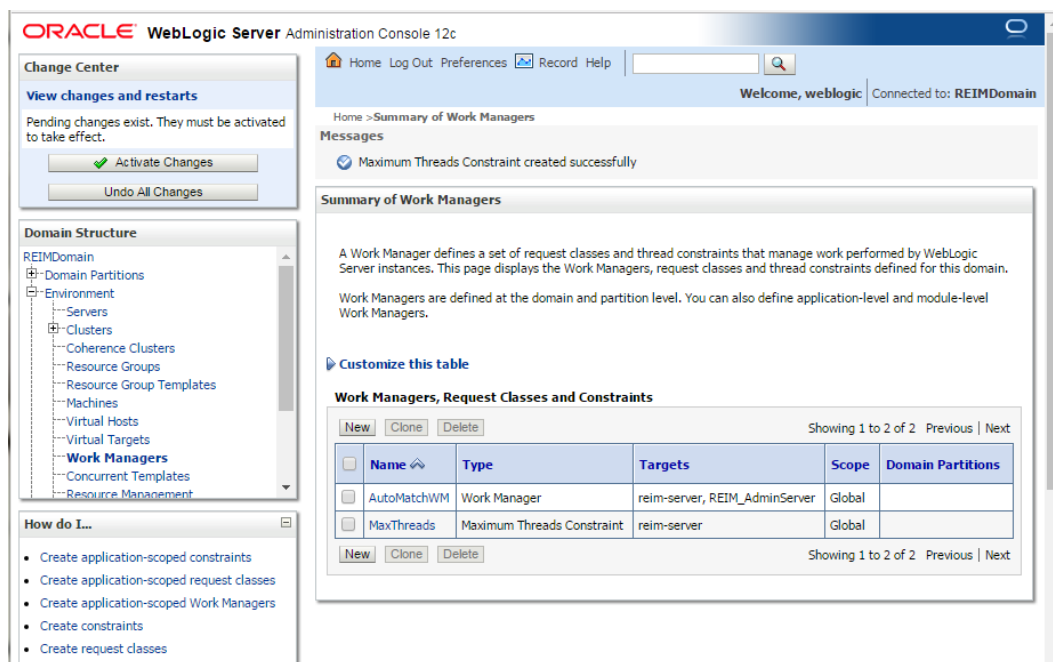 ORACLE WebLogic Server Administration Console 12c
Change Center
View changes and restarts
Pending changes exist. They must be activated
to take effect.
Activate Changes
Undo All Changes
Domain Structure
REIMDomain
Domain Partitions
Environment
Servers
Clusters
Coherence Clusters
Resource Groups
Resource Group Templates
Machines
Virtual Hosts
Virtual Targets
Work Managers
Concurrent Templates
Resource Management
How do I...
Create application-scoped constraints
Create application-scoped request classes
Create application-scoped Work Managers
Create constraints
Create request classes
Home Log Out Preferences Record Help
Welcome, weblogic Connected to: REIMDomain
Home >Summary of Work Managers
Messages
Maximum Threads Constraint created successfully
Summary of Work Managers
A Work Manager defines a set of request classes and thread constraints that manage work performed by WebLogic
Server instances. This page displays the Work Managers, request classes and thread constraints defined for this domain.
Work Managers are defined at the domain and partition level. You can also define application-level and module-level
Work Managers.
Customize this table
Work Managers, Request Classes and Constraints
New Clone Delete Showing 1 to 2 of 2 Previous | Next
Name Type Targets Scope Domain Partitions
AutoMatchWM Work Manager reim-server, REIM_AdminServer Global
MaxThreads Maximum Threads Constraint reim-server Global
New Clone Delete Showing 1 to 2 of 2 Previous | Next